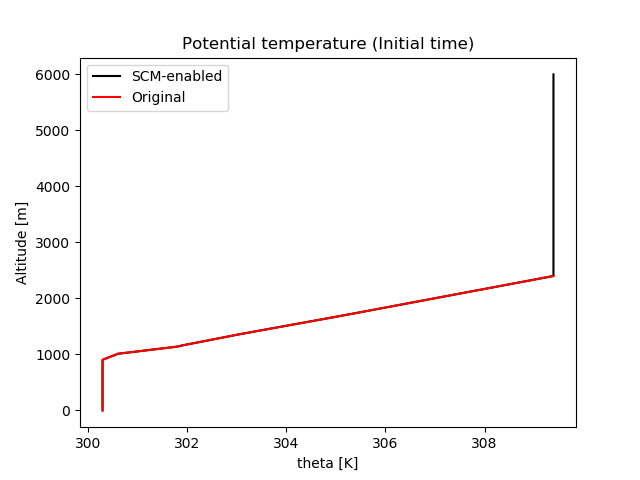 Potential temperature (Initial time)
SCM-enabled
Original
6000
5000
4000
3000
2000
1000
0
Altitude [m]
300
302
304
306
308
theta [K]